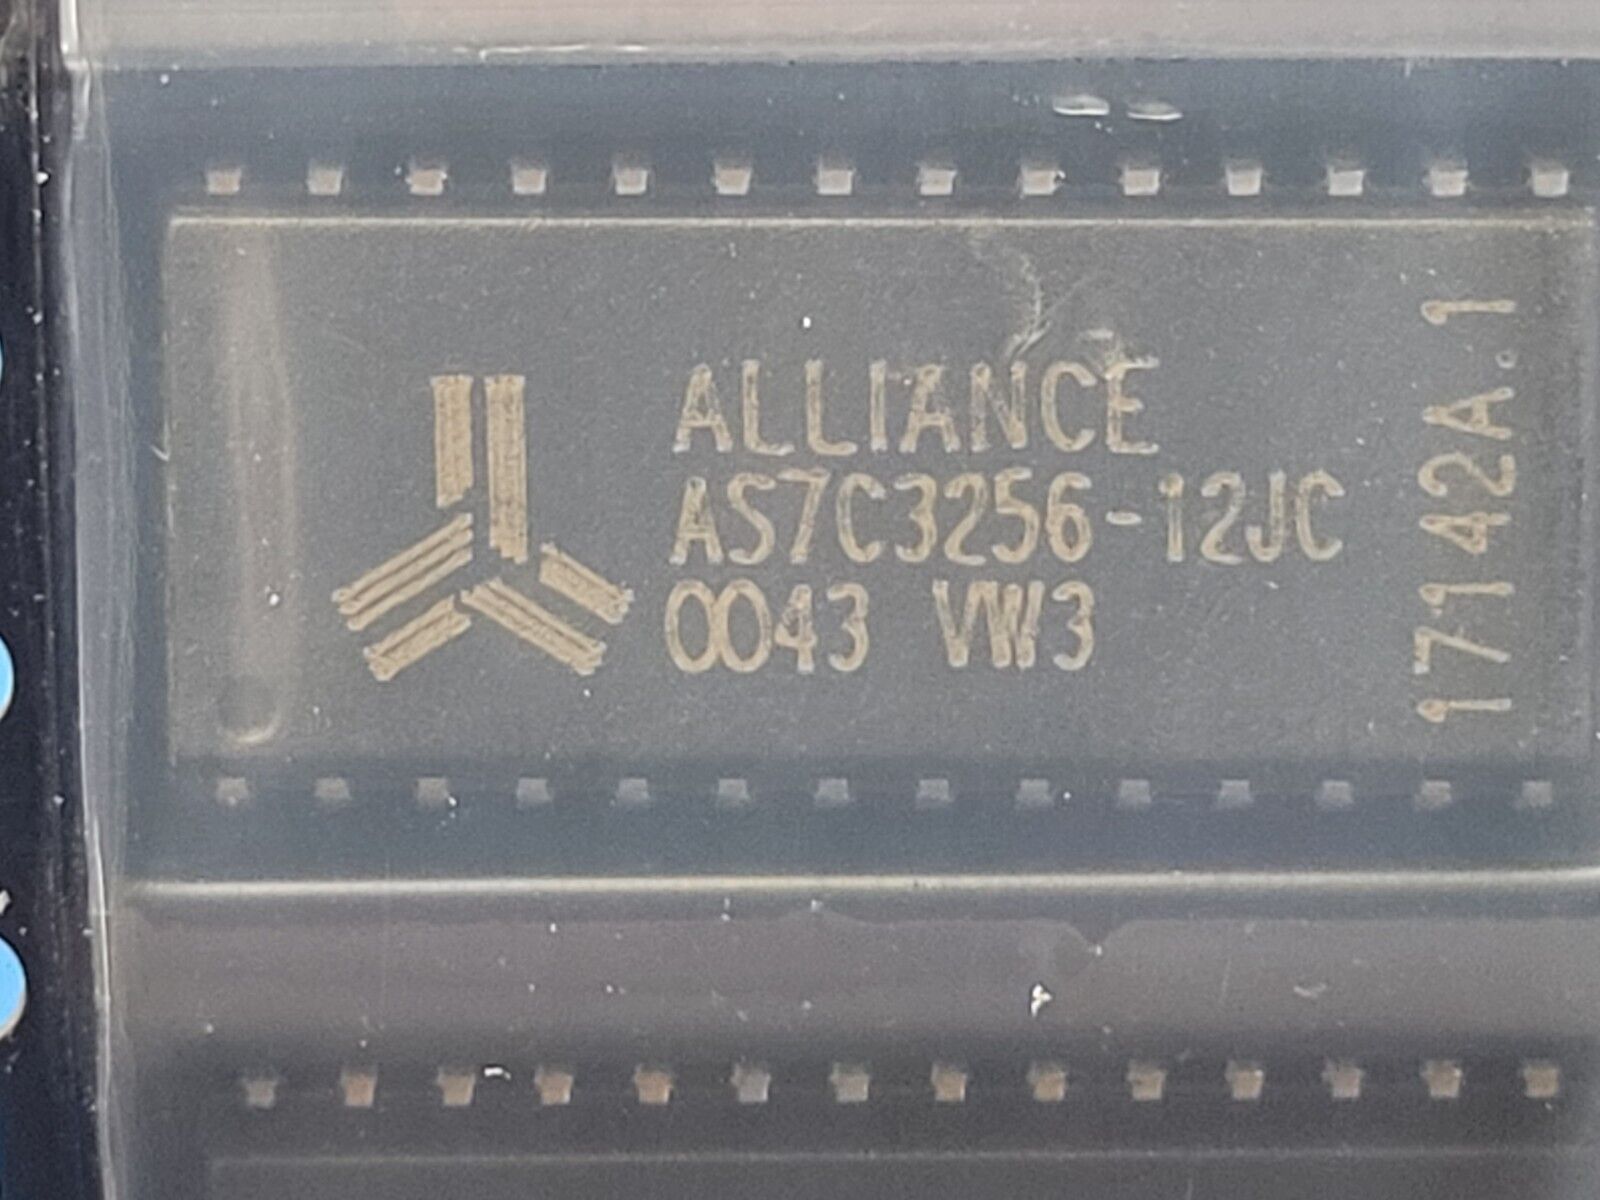 ALLIANCE
AS7C3256-12JC
0043 VW3
17142A.1